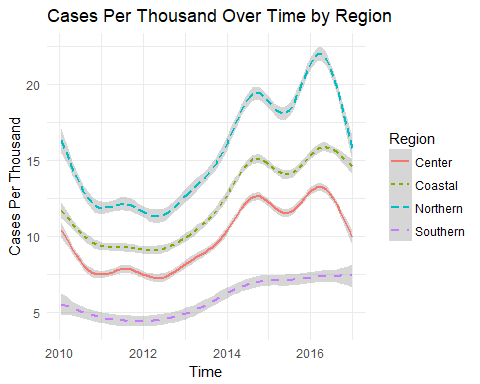 Cases Per Thousand Over Time by Region
Cases Per Thousand
20
15
10
5
2010
2012
2014
2016
Time
Region
Center
Coastal
Northern
Southern